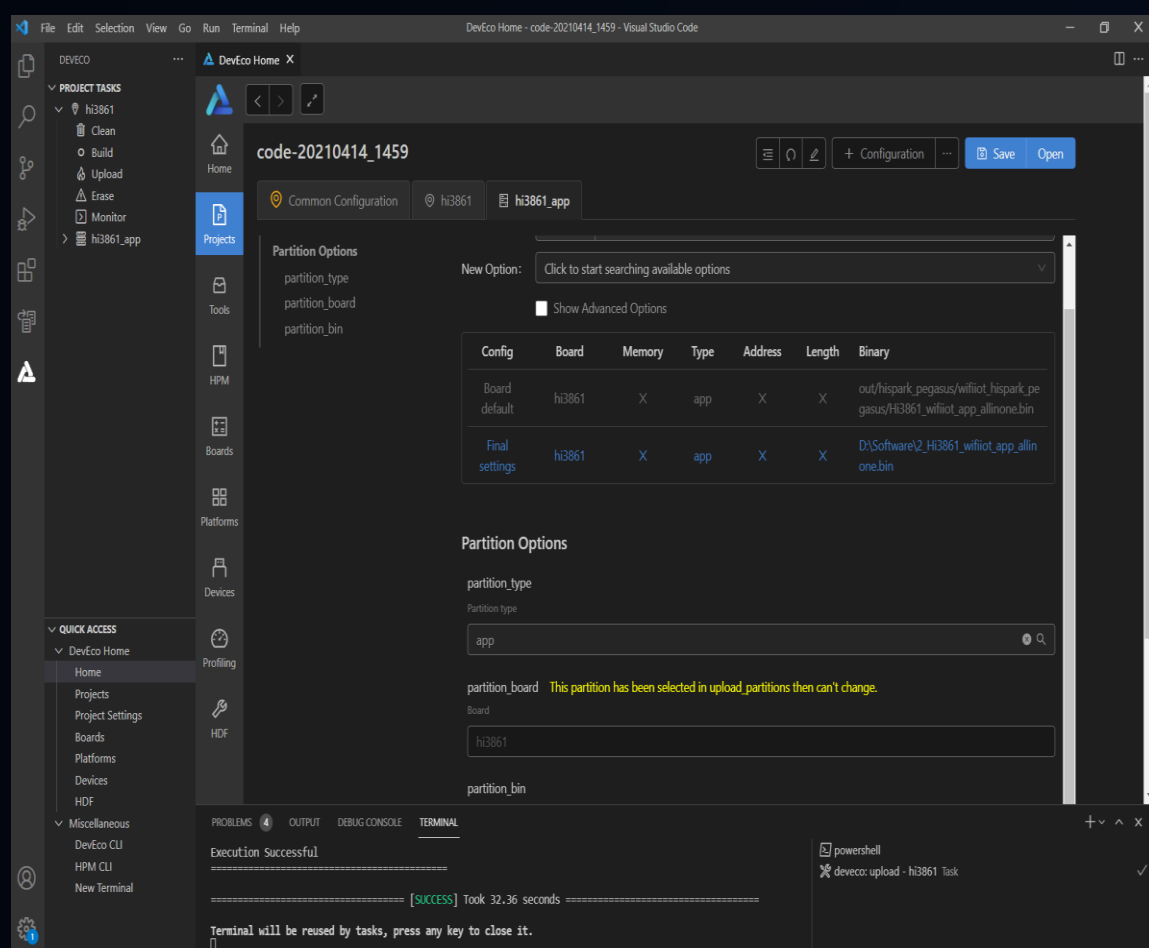 File Edit Selection View Go Run Terminal Help
DevEco Home - code-20210414_1459 - Visual Studio Code
DEVECO
PROJECT TASKS
hi3861
Clean
Build
Upload
Erase
Monitor
hi3861_app
QUICK ACCESS
DevEco Home
Home
Projects
Project Settings
Boards
Platforms
Devices
HDF
Miscellaneous
DevEco CLI
HPM CLI
New Terminal
1
DevEco Home
Home
Projects
Tools
HPM
Boards
Platforms
Devices
Profiling
HDF
code-20210414_1459
+ Configuration
Save
Open
Common Configuration
hi3861
hi3861_app
Partition Options
partition_type
partition_board
partition_bin
New Option:
Click to start searching available options
Show Advanced Options
Config Board Memory Type Address Length Binary
Board default hi3861 X app X X out/hispark_pegasus/wifiiot_hispark_pe
gasus/Hi3861_wifiiot_app_allinone.bin
Final settings hi3861 X app X X D:\Software\2_Hi3861_wifiiot_app_allin
one.bin
Partition Options
partition_type
Partition type
app
partition_board This partition has been selected in upload_partitions then can't change.
Board
hi3861
partition_bin
PROBLEMS 4 OUTPUT DEBUG CONSOLE TERMINAL
Execution Successful
============================================
=================================== [SUCCESS] Took 32.36 seconds ===================================
Terminal will be reused by tasks, press any key to close it.
powershell
deveco: upload - hi3861 Task